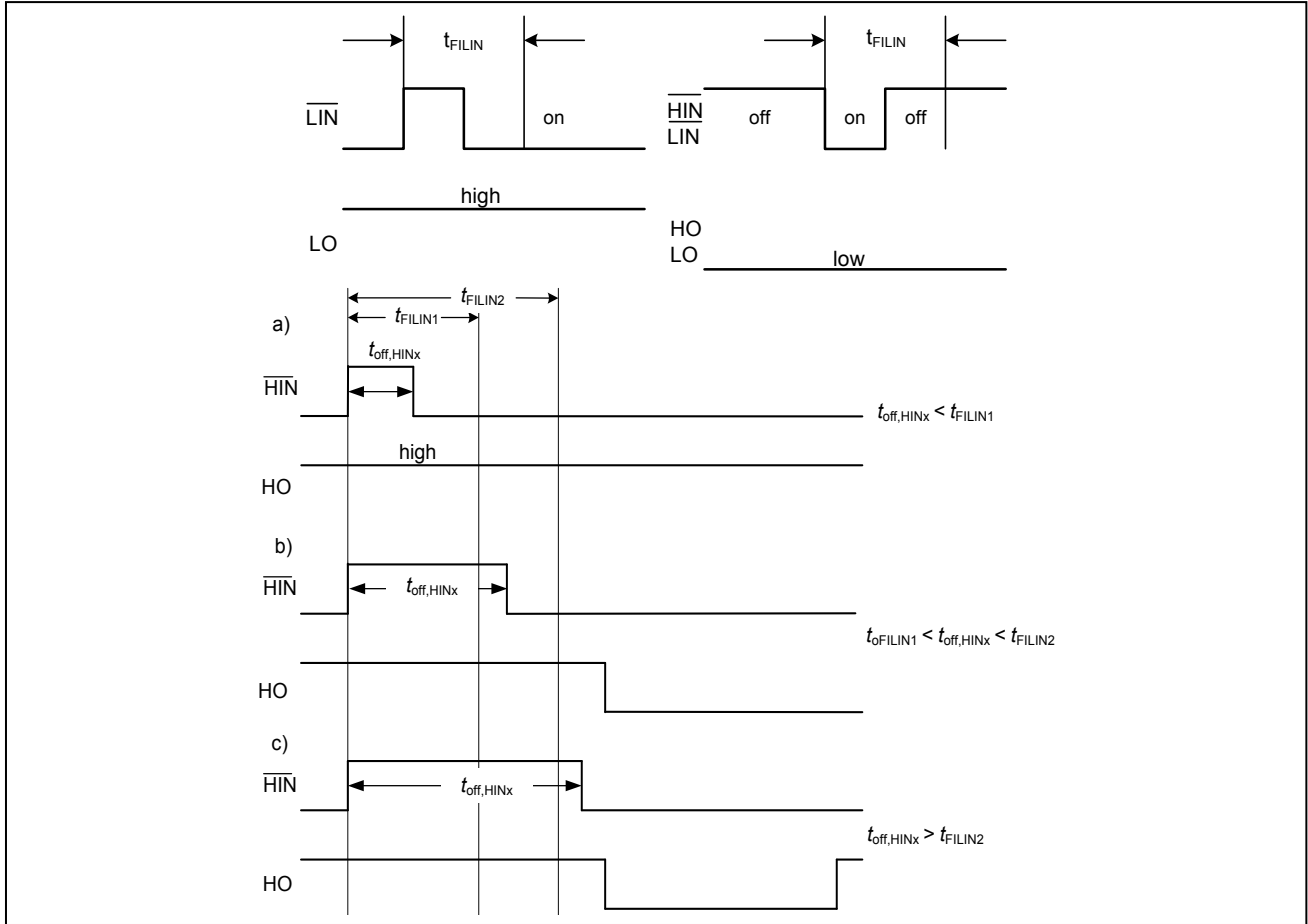 tFILIN
tFILIN
LIN
on
HIN
LIN
off
on
off
high
LO
HO
LO
low
tFILIN2
tFILIN1
a)
toff,HINx
HIN
toff,HINx < tFILIN1
high
HO
b)
HIN
toff,HINx
toFILIN1 < toff,HINx < tFILIN2
HO
c)
HIN
toff,HINx
toff,HINx > tFILIN2
HO